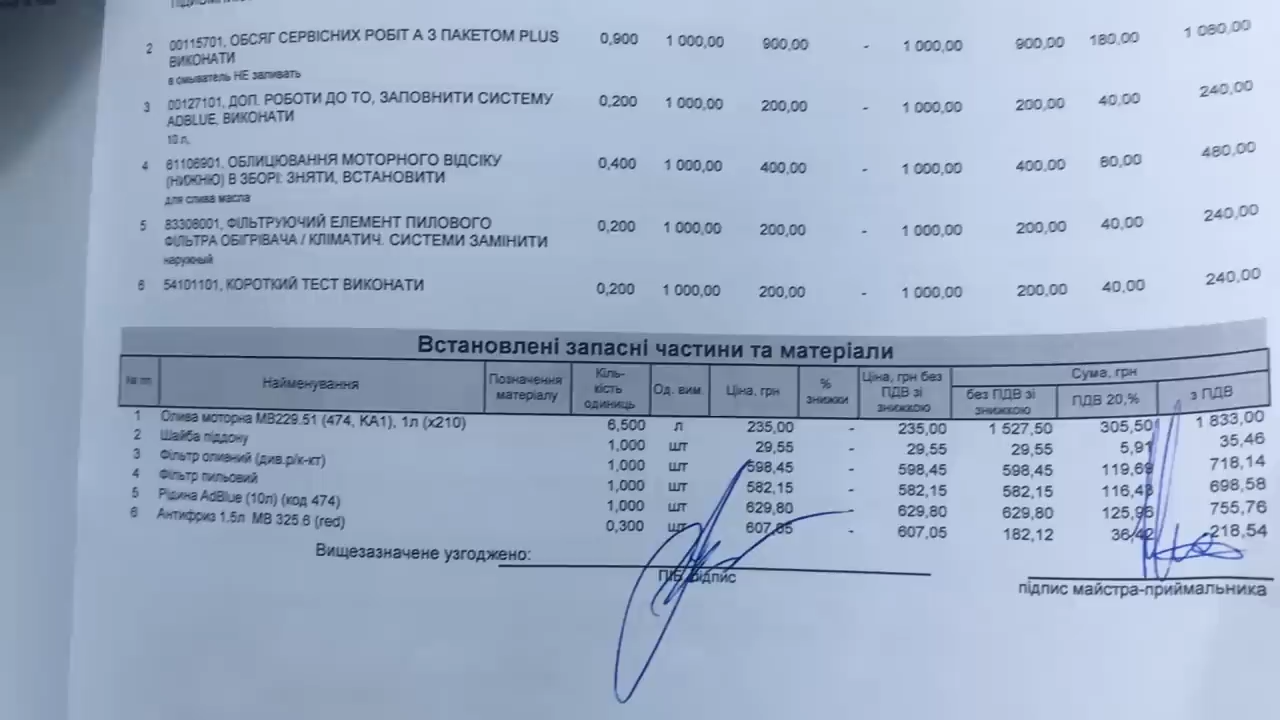 2 00115701, ОБСЯГ СЕРВІСНИХ РОБІТ А З ПАКЕТОМ PLUS 0,900 1 000,00 900,00 - 1 000,00 900,00 180,00 1 080,00
ВИКОНАТИ
в омыватель НЕ заливать
3 00127101, ДОП. РОБОТИ ДО ТО, ЗАПОВНИТИ СИСТЕМУ 0,200 1 000,00 200,00 - 1 000,00 200,00 40,00 240,00
ADBLUE, ВИКОНАТИ
10 л,
4 61106901, ОБЛИЦЮВАННЯ МОТОРНОГО ВІДСІКУ 0,400 1 000,00 400,00 - 1 000,00 400,00 80,00 480,00
(НИЖНЮ) В ЗБОРІ: ЗНЯТИ, ВСТАНОВИТИ
для слива масла
5 83308001, ФІЛЬТРУЮЧИЙ ЕЛЕМЕНТ ПИЛОВОГО 0,200 1 000,00 200,00 - 1 000,00 200,00 40,00 240,00
ФІЛЬТРА ОБІГРІВАЧА / КЛІМАТИЧ. СИСТЕМИ ЗАМІНИТИ
наружный
6 54101101, КОРОТКИЙ ТЕСТ ВИКОНАТИ 0,200 1 000,00 200,00 - 1 000,00 200,00 40,00 240,00
Встановлені запасні частини та матеріали
№ пп Найменування Позначення матеріалу Кіль-кість одиниць Од. вим. Ціна, грн % знижки Ціна, грн без ПДВ зі знижкою Сума, грн
без ПДВ зі знижкою ПДВ 20,% з ПДВ
1 Олива моторна MB229.51 (474, KA1), 1л (x210) 6,500 л 235,00 - 235,00 1 527,50 305,50 1 833,00
2 Шайба піддону 1,000 шт 29,55 - 29,55 29,55 5,91 35,46
3 Фільтр оливний (див.р/к-кт) 1,000 шт 598,45 - 598,45 598,45 119,69 718,14
4 Фільтр пильовий 1,000 шт 582,15 - 582,15 582,15 116,43 698,58
5 Рідина AdBlue (10л) (код 474) 1,000 шт 629,80 - 629,80 629,80 125,96 755,76
6 Антифриз 1,5л MB 325.6 (red) 0,300 шт 607,05 - 607,05 182,12 36,42 218,54
Вищезазначене узгоджено:
ПІБ, підпис
підпис майстра-приймальника